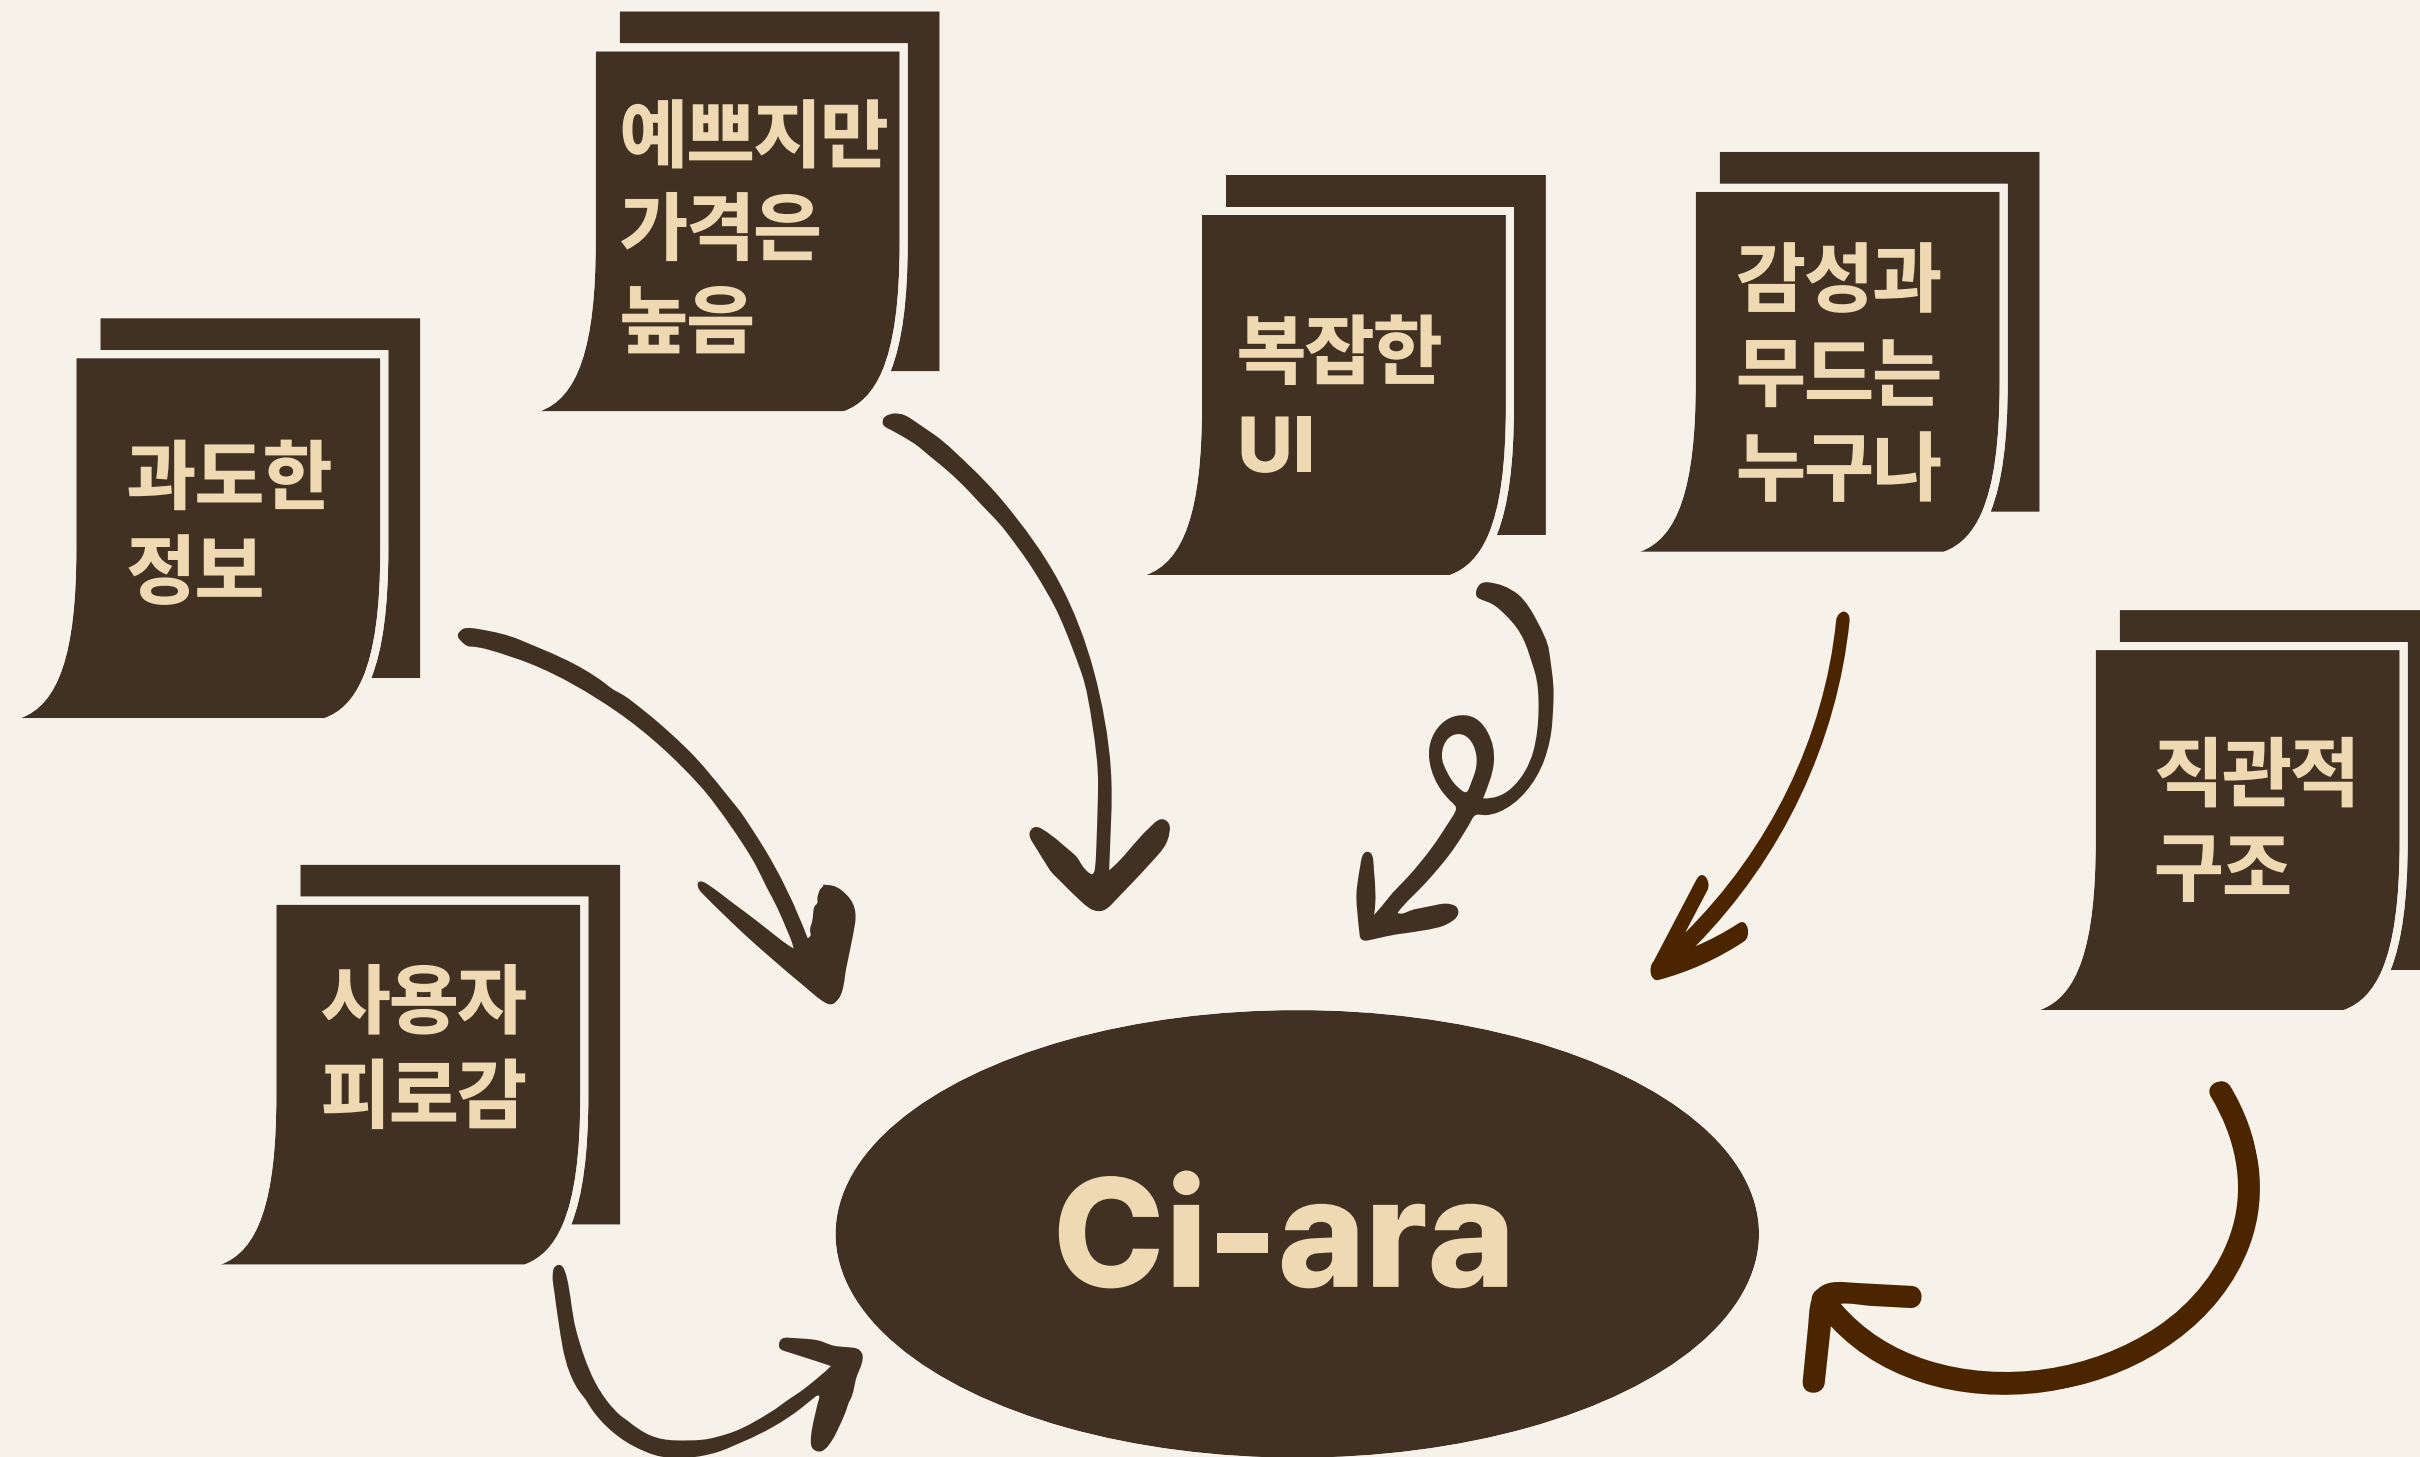 예쁘지만
가격은
높음
과도한
정보
복잡한
UI
감성과
무드는
누구나
직관적
구조
사용자
피로감
Ci-ara